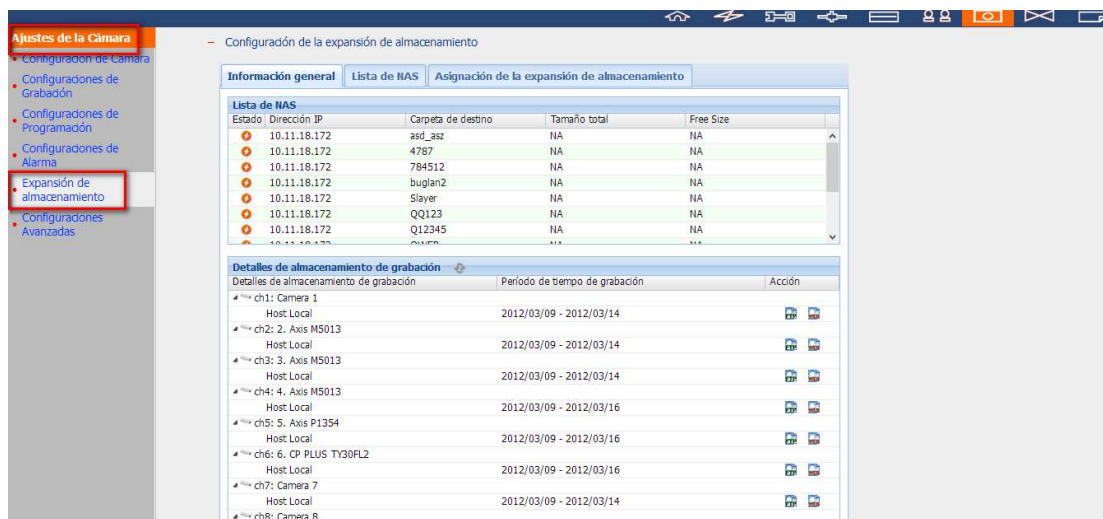 Ajustes de la Cámara
Configuración de la expansión de almacenamiento
Configuración de Cámara
Configuraciones de
Grabación
Configuraciones de
Programación
Configuraciones de
Alarma
Expansión de
almacenamiento
Configuraciones
Avanzadas
Información general Lista de NAS Asignación de la expansión de almacenamiento
Lista de NAS
Estado Dirección IP Carpeta de destino Tamaño total Free Size
10.11.18.172 asd_asz NA NA
10.11.18.172 4787 NA NA
10.11.18.172 784512 NA NA
10.11.18.172 buglan2 NA NA
10.11.18.172 Slayer NA NA
10.11.18.172 QQ123 NA NA
10.11.18.172 Q12345 NA NA
10.11.18.172
Detalles de almacenamiento de grabación
Detalles de almacenamiento de grabación Período de tiempo de grabación Acción
ch1: Camera 1
Host Local 2012/03/09 - 2012/03/14
ch2: 2. Axis M5013
Host Local 2012/03/09 - 2012/03/14
ch3: 3. Axis M5013
Host Local 2012/03/09 - 2012/03/14
ch4: 4. Axis M5013
Host Local 2012/03/09 - 2012/03/16
ch5: 5. Axis P1354
Host Local 2012/03/09 - 2012/03/16
ch6: 6. CP PLUS TY30FL2
Host Local 2012/03/09 - 2012/03/16
ch7: Camera 7
Host Local 2012/03/09 - 2012/03/14
ch8: Camera 8